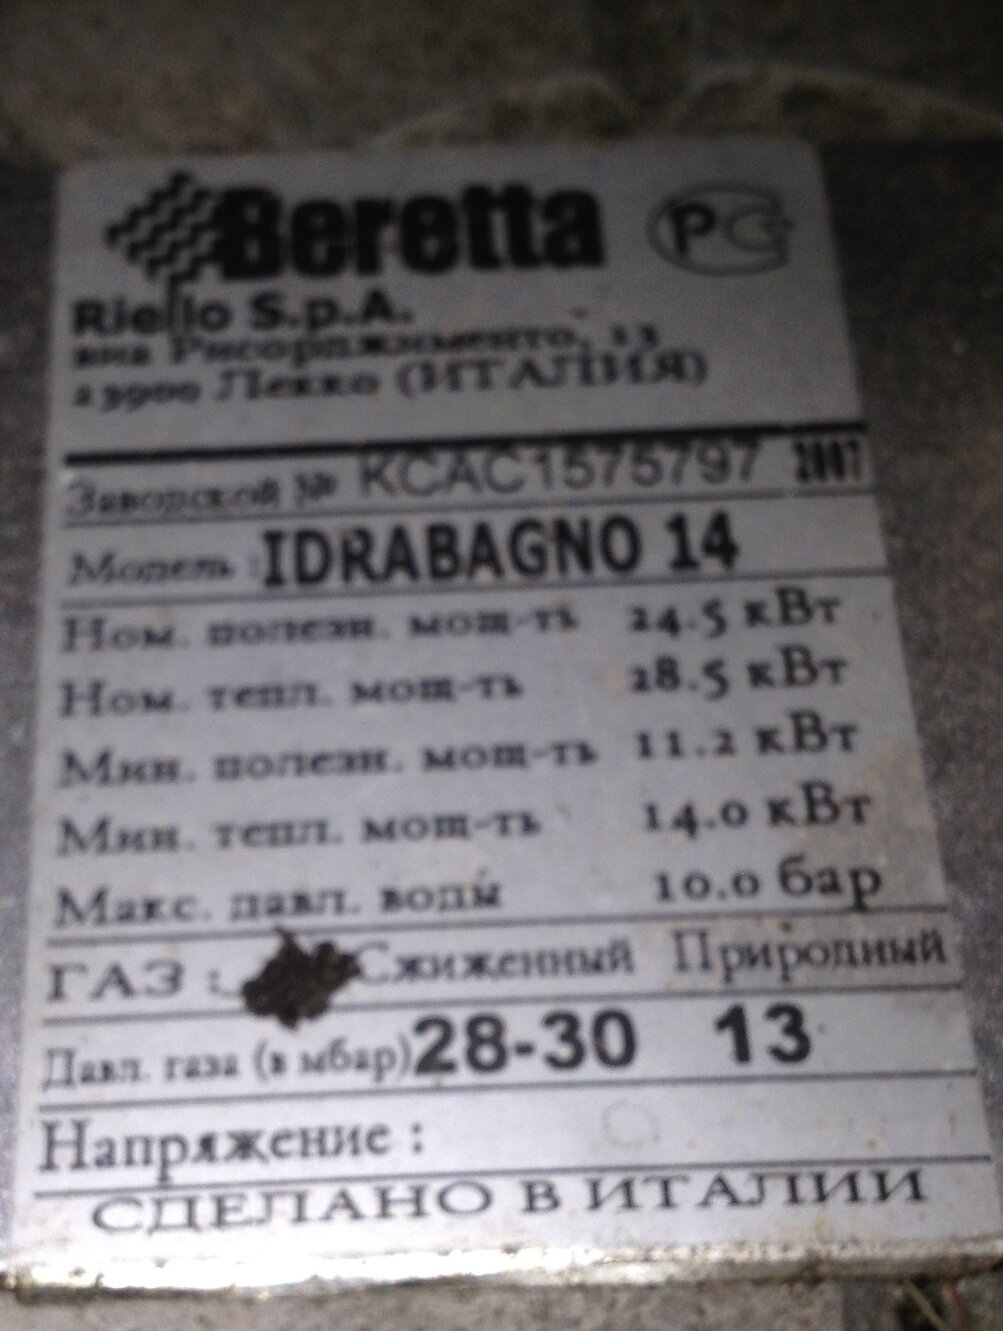 Beretta РС
Riello S.p.A.
виа Рисорджименто, 13
23900 Лекко (ИТАЛИЯ)
Заводской № KCAC1575797 2007
Модель : IDRABAGNO 14
Ном. полезн. мощ-ть 24.5 кВт
Ном. тепл. мощ-ть 28.5 кВт
Мин. полезн. мощ-ть 11.2 кВт
Мин. тепл. мощ-ть 14.0 кВт
Макс. давл. воды 10.0 бар
ГАЗ : Сжиженный Природный
Давл. газа (в мбар) 28-30 13
Напряжение :
СДЕЛАНО В ИТАЛИИ